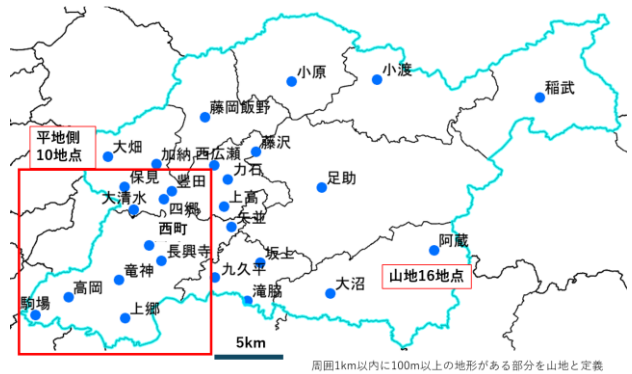 小原
小渡
稲武
藤岡飯野
平地側
10地点
大畑
加納
西広瀬
藤沢
保見
豊田
力石
足助
大清水
四郷
上高
矢並
西町
長興寺
阿蔵
坂上
九久平
山地16地点
竜神
高岡
大沼
滝脇
駒場
上郷
5km
周囲1km以内に100m以上の地形がある部分を山地と定義